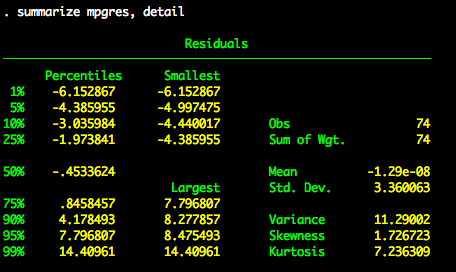 . summarize mpgres, detail
Residuals
Percentiles Smallest
1% -6.152867 -6.152867
5% -4.385955 -4.997475
10% -3.035984 -4.440017 Obs 74
25% -1.973841 -4.385955 Sum of Wgt. 74
50% -.4533624 Mean -1.29e-08
Largest Std. Dev. 3.360063
75% .8458457 7.796807
90% 4.178493 8.277857 Variance 11.29002
95% 7.796807 8.475493 Skewness 1.726723
99% 14.40961 14.40961 Kurtosis 7.236309